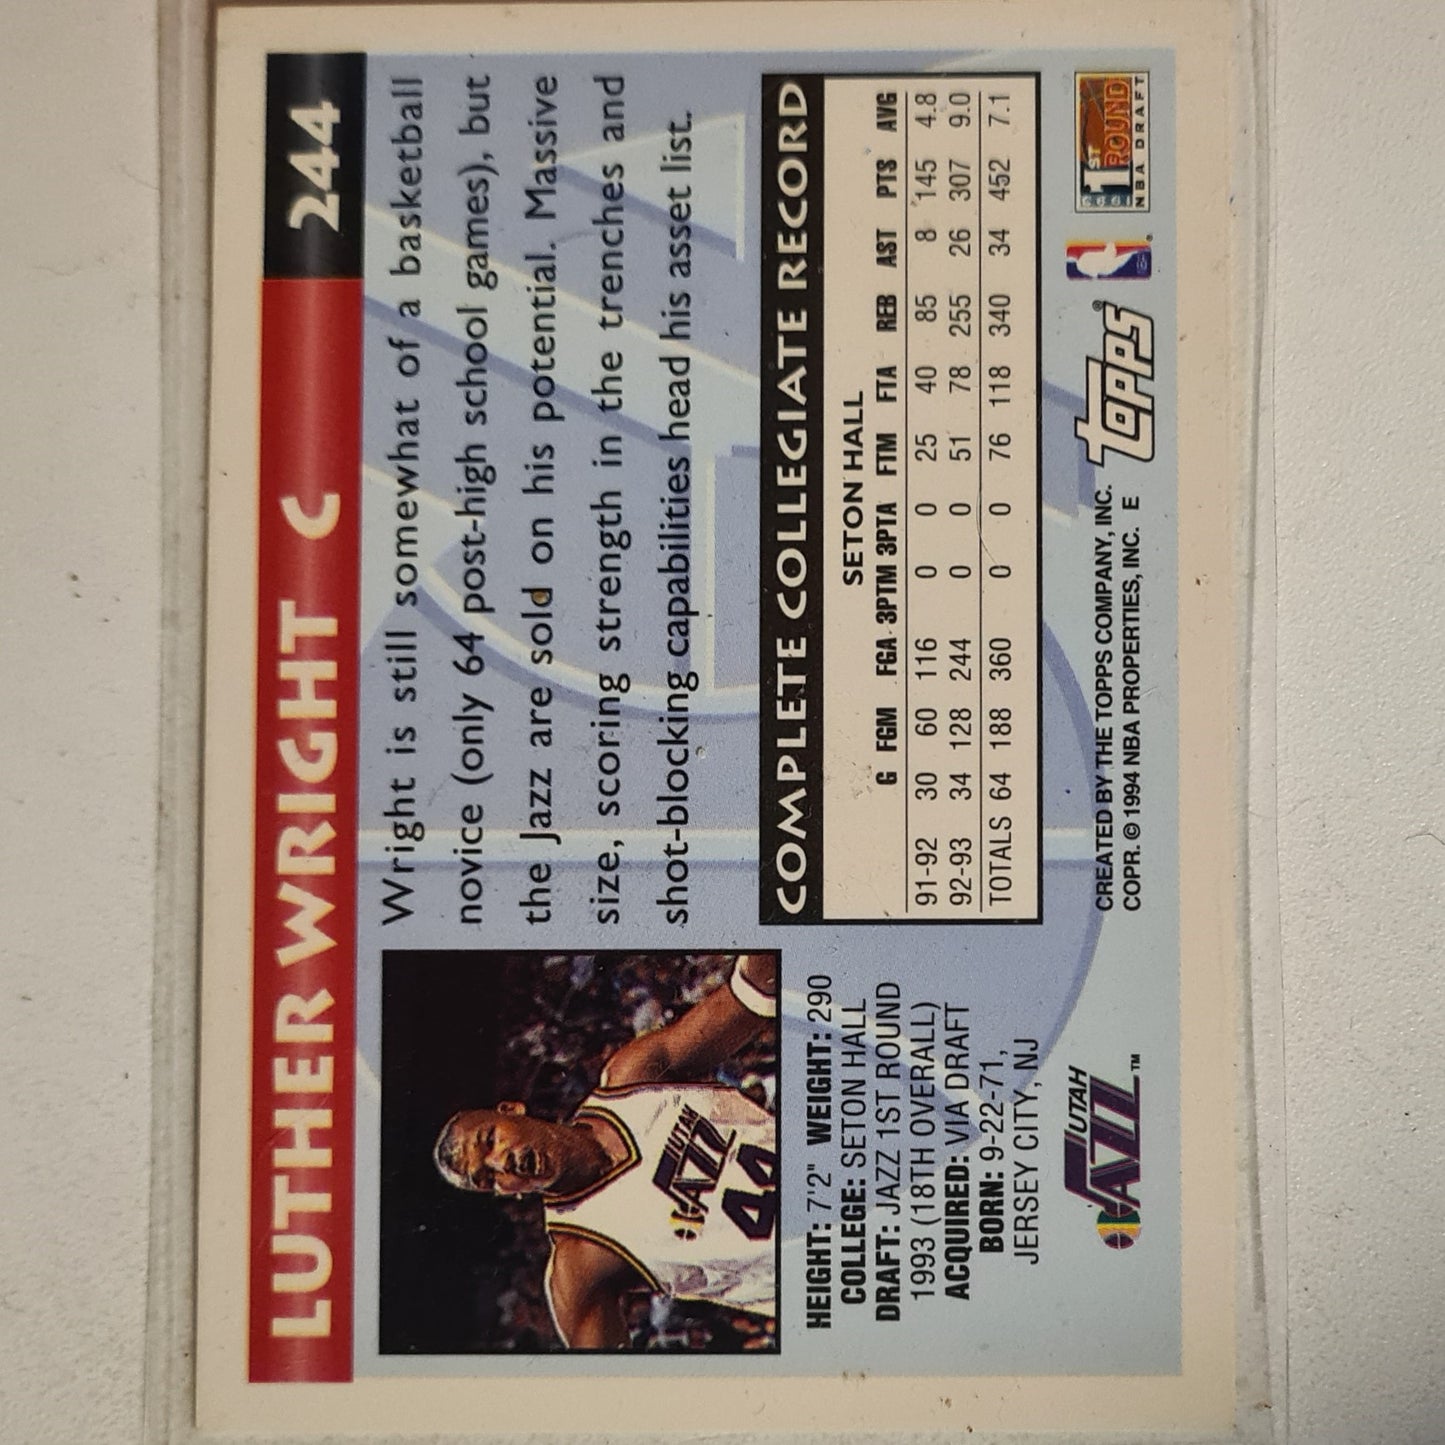 LUTHER WRIGHT C 244
Wright is still somewhat of a basketball
novice (only 64 post-high school games), but
the Jazz are sold on his potential. Massive
size, scoring strength in the trenches and
shot-blocking capabilities head his asset list.
UTAH
JAZZ
44
HEIGHT: 7'2" WEIGHT: 290
COLLEGE: SETON HALL
DRAFT: JAZZ 1ST ROUND
1993 (18TH OVERALL)
ACQUIRED: VIA DRAFT
BORN: 9-22-71,
JERSEY CITY, NJ
COMPLETE COLLEGIATE RECORD
SETON HALL
G FGM FGA 3PTM 3PTA FTM FTA REB AST PTS AVG
91-92 30 60 116 0 0 25 40 85 8 145 4.8
92-93 34 128 244 0 0 51 78 255 26 307 9.0
TOTALS 64 188 360 0 0 76 118 340 34 452 7.1
UTAH
JAZZ™
CREATED BY THE TOPPS COMPANY, INC.
COPR. © 1994 NBA PROPERTIES, INC. E
TOPPS®
1ST
ROUND
NBA DRAFT